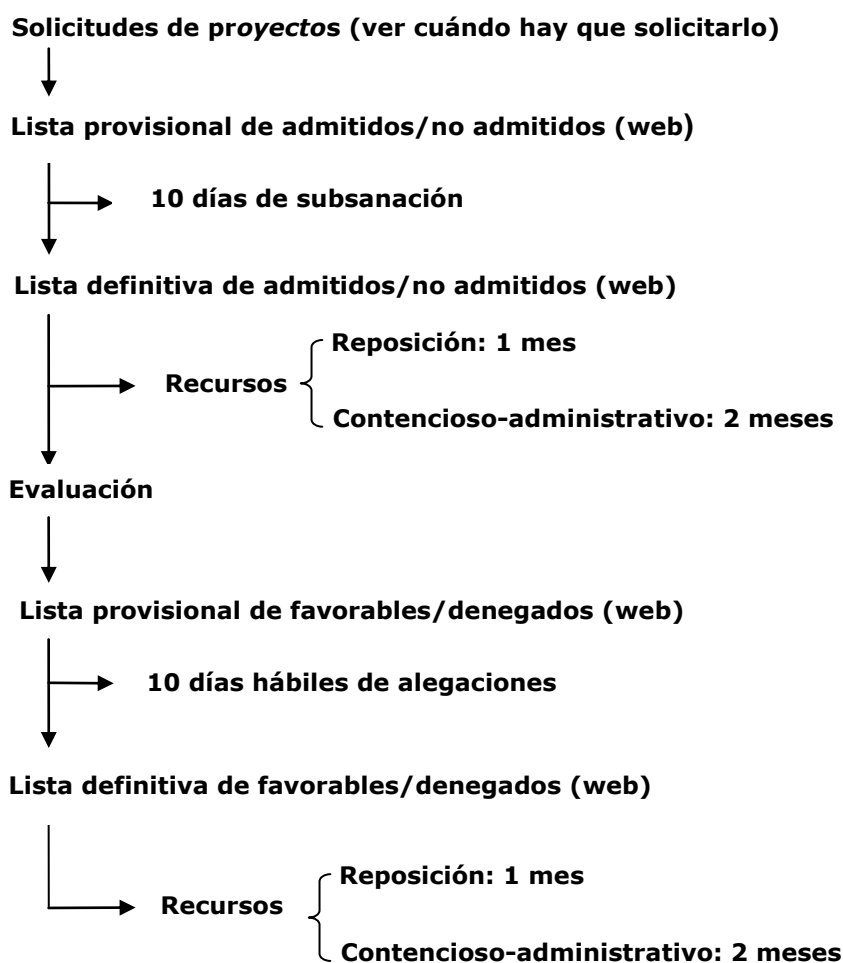 Solicitudes de proyectos (ver cuándo hay que solicitarlo)
Lista provisional de admitidos/no admitidos (web)
10 días de subsanación
Lista definitiva de admitidos/no admitidos (web)
Reposición: 1 mes
Recursos
Contencioso-administrativo: 2 meses
Evaluación
Lista provisional de favorables/denegados (web)
10 días hábiles de alegaciones
Lista definitiva de favorables/denegados (web)
Reposición: 1 mes
Recursos
Contencioso-administrativo: 2 meses